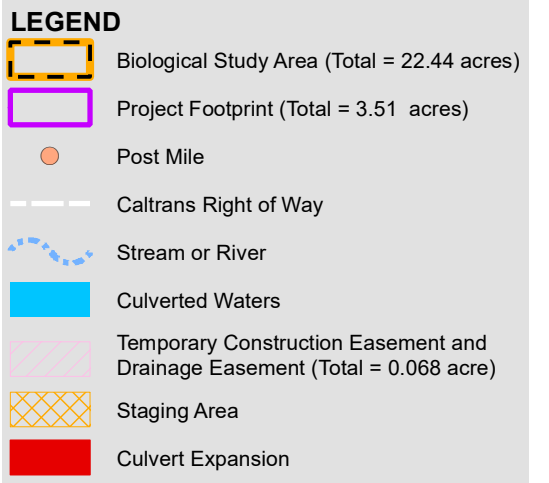 LEGEND
Biological Study Area (Total = 22.44 acres)
Project Footprint (Total = 3.51 acres)
Post Mile
Caltrans Right of Way
Stream or River
Culverted Waters
Temporary Construction Easement and
Drainage Easement (Total = 0.068 acre)
Staging Area
Culvert Expansion